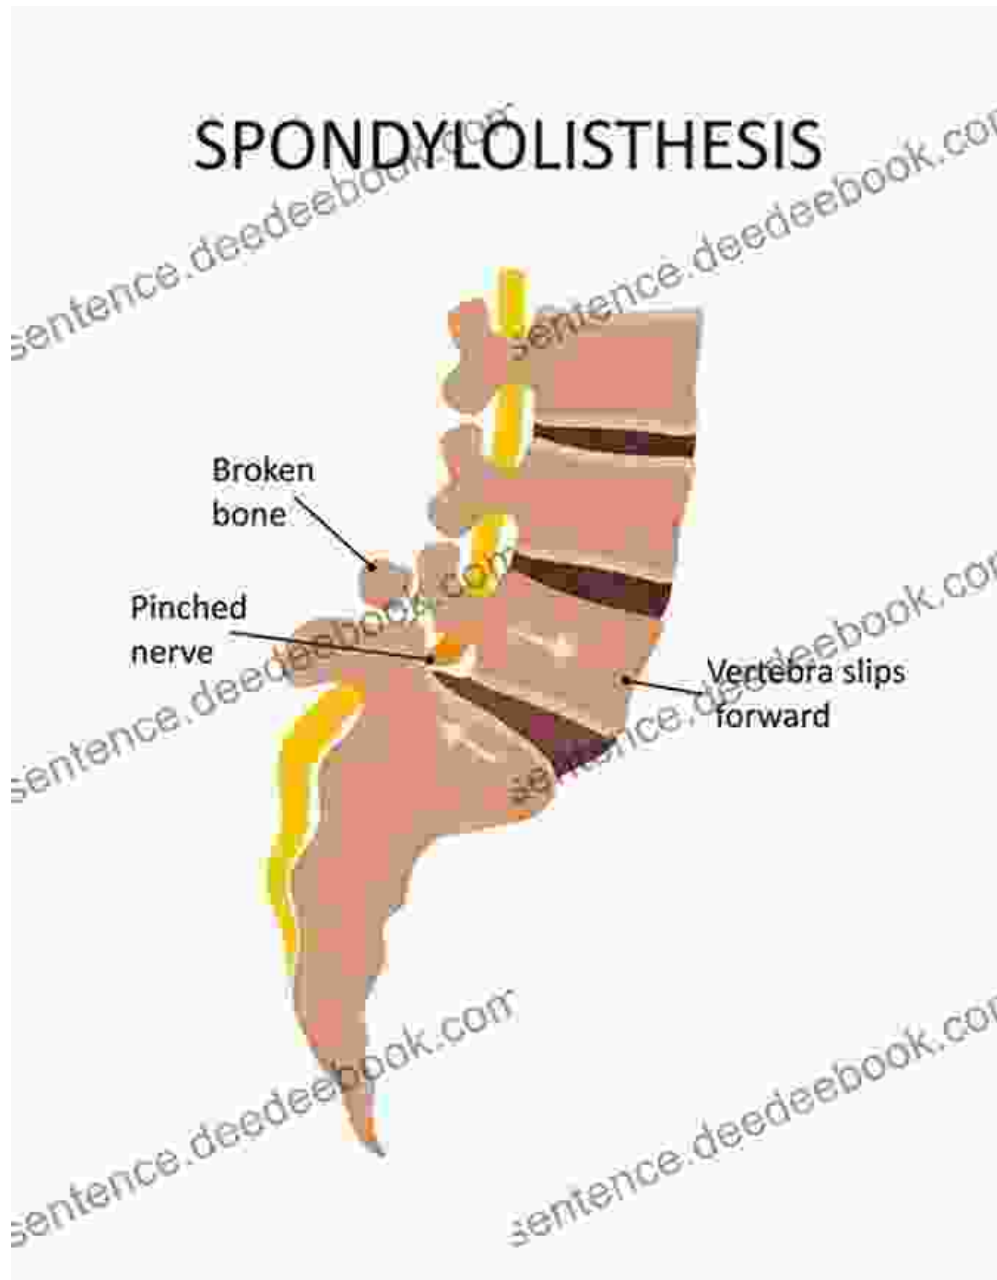 SPONDYLOLISTHESIS
sentence.deedeebook.com
sentence.deedeebook.com
Broken
bone
Pinched
nerve
Vertebra slips
forward
sentence.deedeebook.com
sentence.deedeebook.com
sentence.deedeebook.com
sentence.deedeebook.com